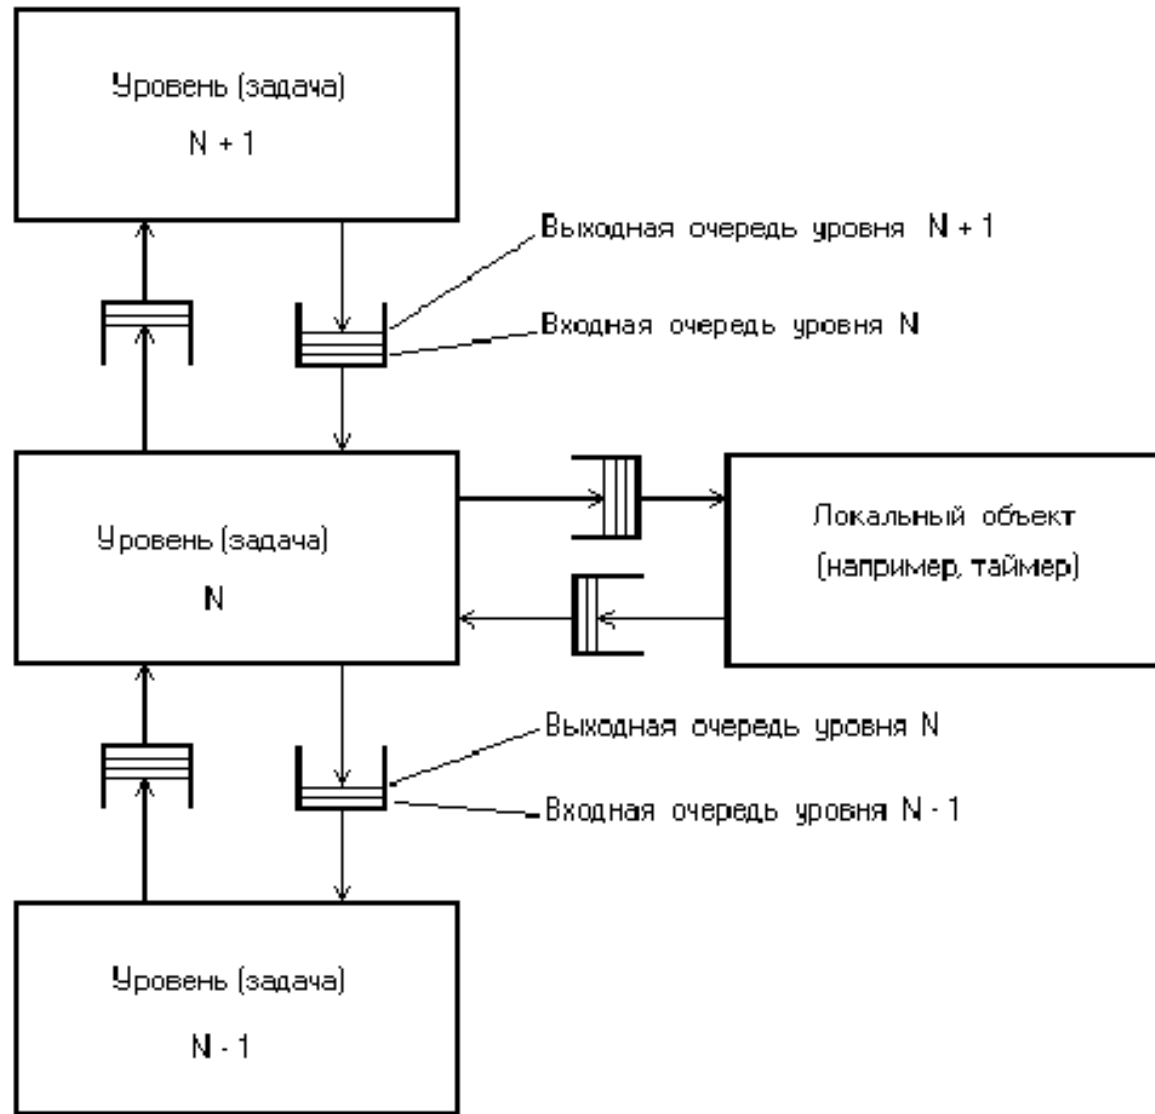 Уровень (задача)
N + 1
Выходная очередь уровня N + 1
Входная очередь уровня N
Уровень (задача)
N
Локальный объект
(например, таймер)
Выходная очередь уровня N
Входная очередь уровня N - 1
Уровень (задача)
N - 1